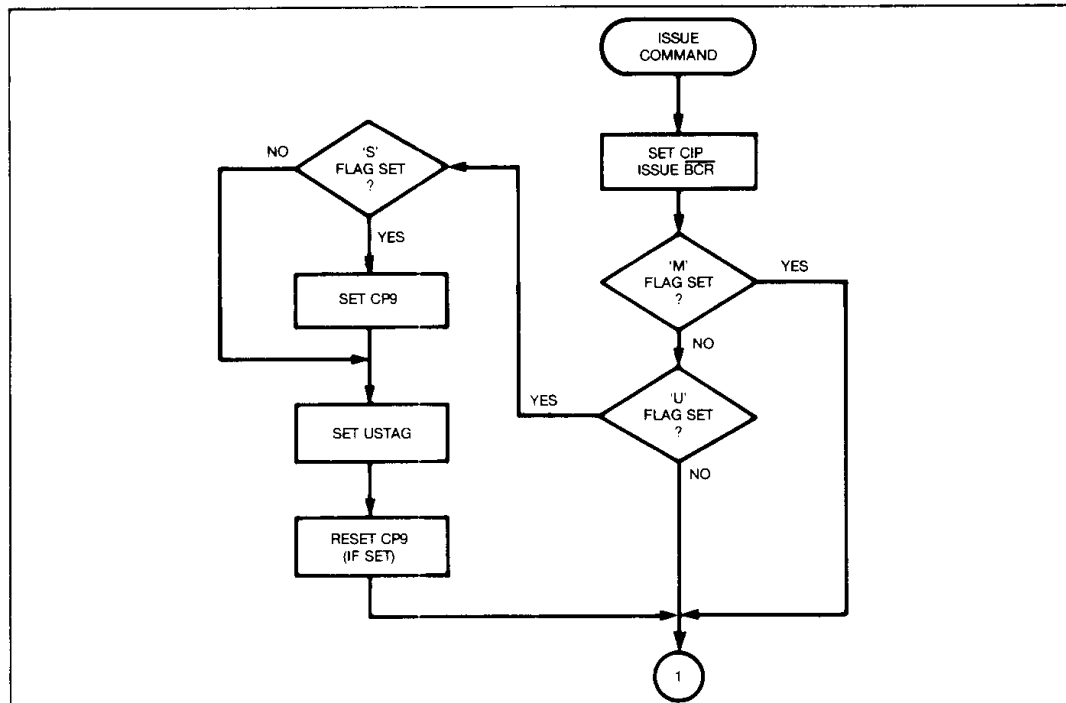 ISSUE
COMMAND
SET CIP
ISSUE BCR
'M'
FLAG SET
?
YES
NO
'U'
FLAG SET
?
YES
NO
'S'
FLAG SET
?
NO
YES
SET CP9
SET USTAG
RESET CP9
(IF SET)
1